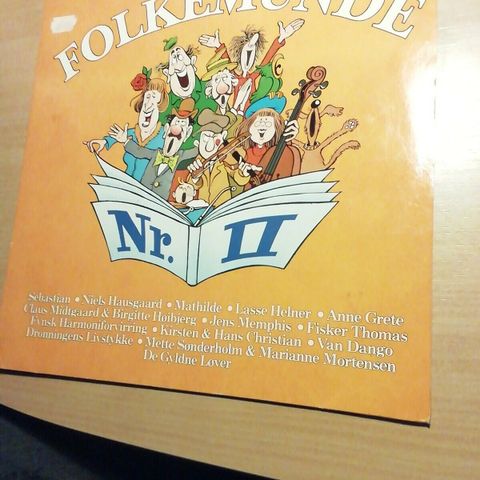 FOLKEMUNDE
Nr. II
Sebastian • Niels Hausgaard • Mathilde • Lasse Helner • Anne Grete
Claus Midtgaard & Birgitte Høibjerg • Jens Memphis • Fisker Thomas
Fynsk Harmoniforvirring • Kirsten & Hans Christian • Van Dango
Dronningens Livstykke • Mette Sønderholm & Marianne Mortensen
De Gyldne Løver